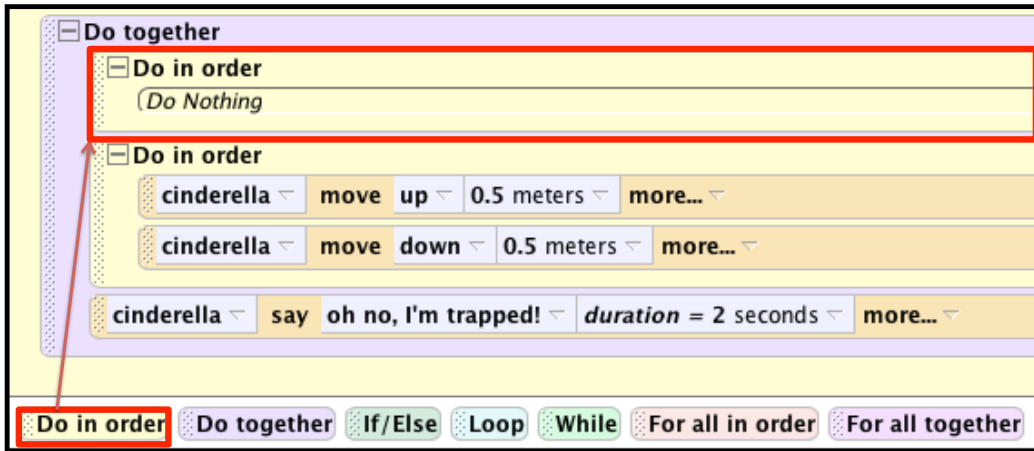 Do together
Do in order
Do Nothing
Do in order
cinderella move up 0.5 meters more...
cinderella move down 0.5 meters more...
cinderella say oh no, I'm trapped! duration = 2 seconds more...
Do in order Do together If/Else Loop While For all in order For all together